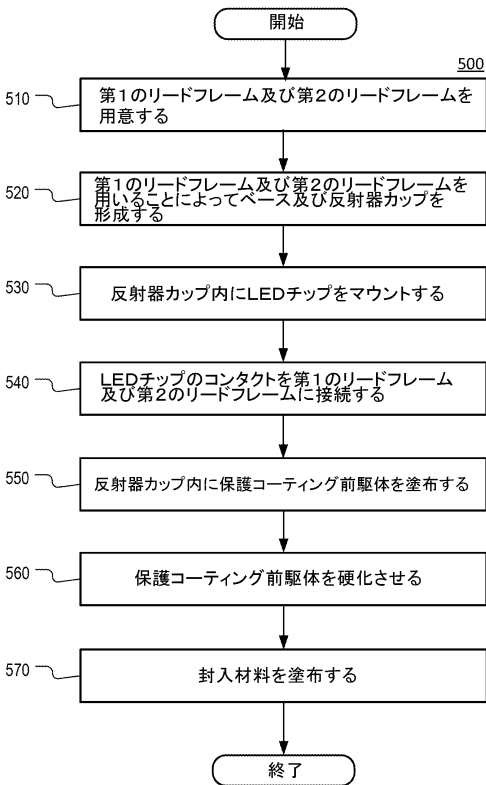 開始
500
510
第1のリードフレーム及び第2のリードフレームを
用意する
520
第1のリードフレーム及び第2のリードフレームを
用いることによってベース及び反射器カップを
形成する
530
反射器カップ内にLEDチップをマウントする
540
LEDチップのコンタクトを第1のリードフレーム
及び第2のリードフレームに接続する
550
反射器カップ内に保護コーティング前駆体を塗布する
560
保護コーティング前駆体を硬化させる
570
封入材料を塗布する
終了